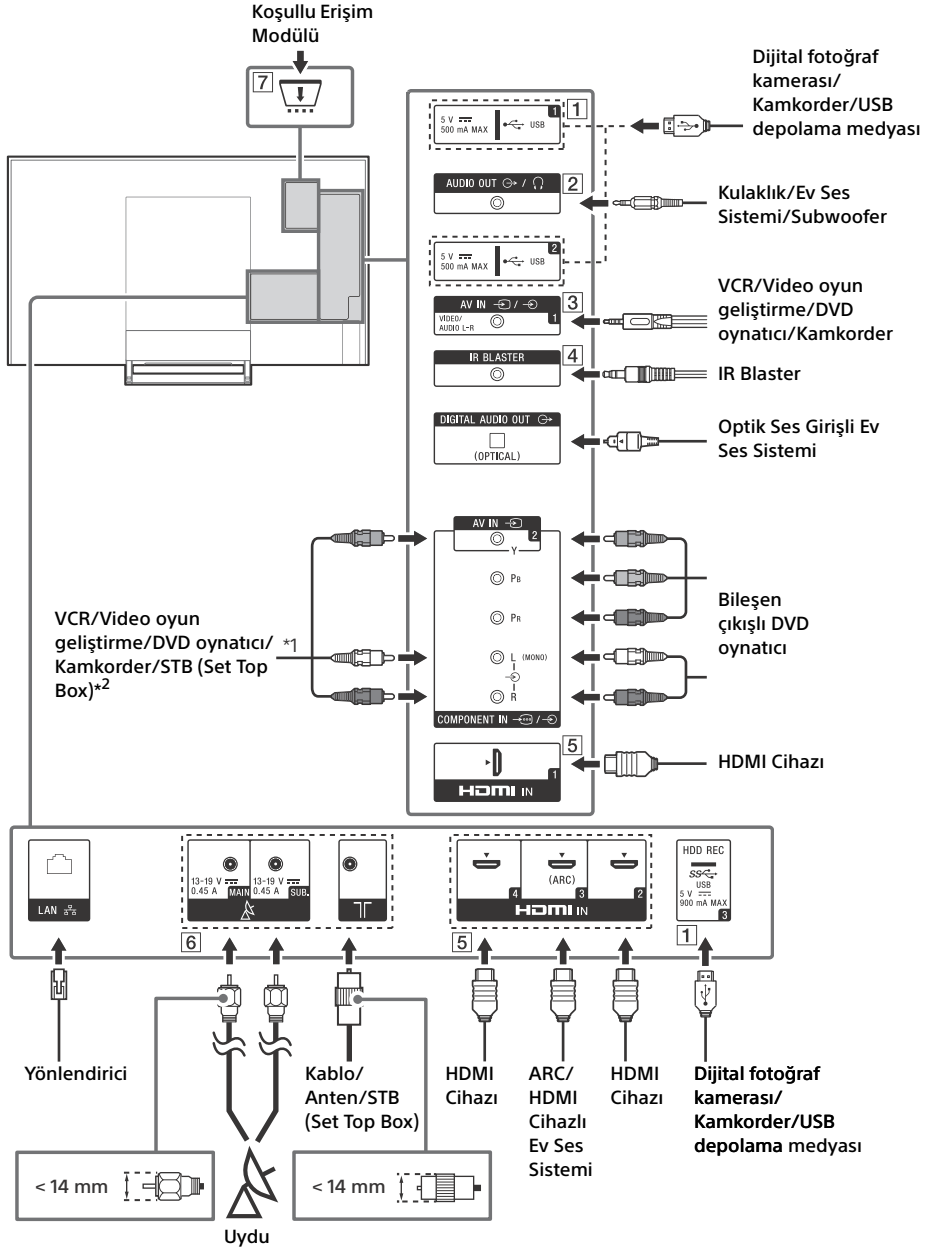 Koşullu Erişim
Modülü
7
Dijital fotoğraf
kamerası/
Kamkorder/USB
depolama medyası
5 V
500 mA MAX
USB
1
1
AUDIO OUT /
2
Kulaklık/Ev Ses
Sistemi/Subwoofer
5 V
500 mA MAX
USB
2
AV IN /
VİDEO/
AUDIO L-R
1
3
VCR/Video oyun
geliştirme/DVD
oynatıcı/Kamkorder
IR BLASTER
4
IR Blaster
DIGITAL AUDIO OUT
(OPTICAL)
Optik Ses Girişli Ev
Ses Sistemi
AV IN
2
Y
PB
PR
L (MONO)
R
COMPONENT IN /
VCR/Video oyun
geliştirme/DVD oynatıcı/
Kamkorder/STB (Set Top
Box)*2
*1
Bileşen
çıkışlı DVD
oynatıcı
5
1
HDMI IN
HDMI Cihazı
LAN
13-19 V
0.45 A
MAIN
13-19 V
0.45 A
SUB.
6
4
(ARC)
3
2
HDMI IN
5
HDD REC
SS
USB
5 V
900 mA MAX
3
1
Yönlendirici
Kablo/
Anten/STB
(Set Top Box)
HDMI
Cihazı
ARC/
HDMI
Cihazlı
Ev Ses
Sistemi
HDMI
Cihazı
Dijital fotoğraf
kamerası/
Kamkorder/USB
depolama medyası
< 14 mm
< 14 mm
Uydu